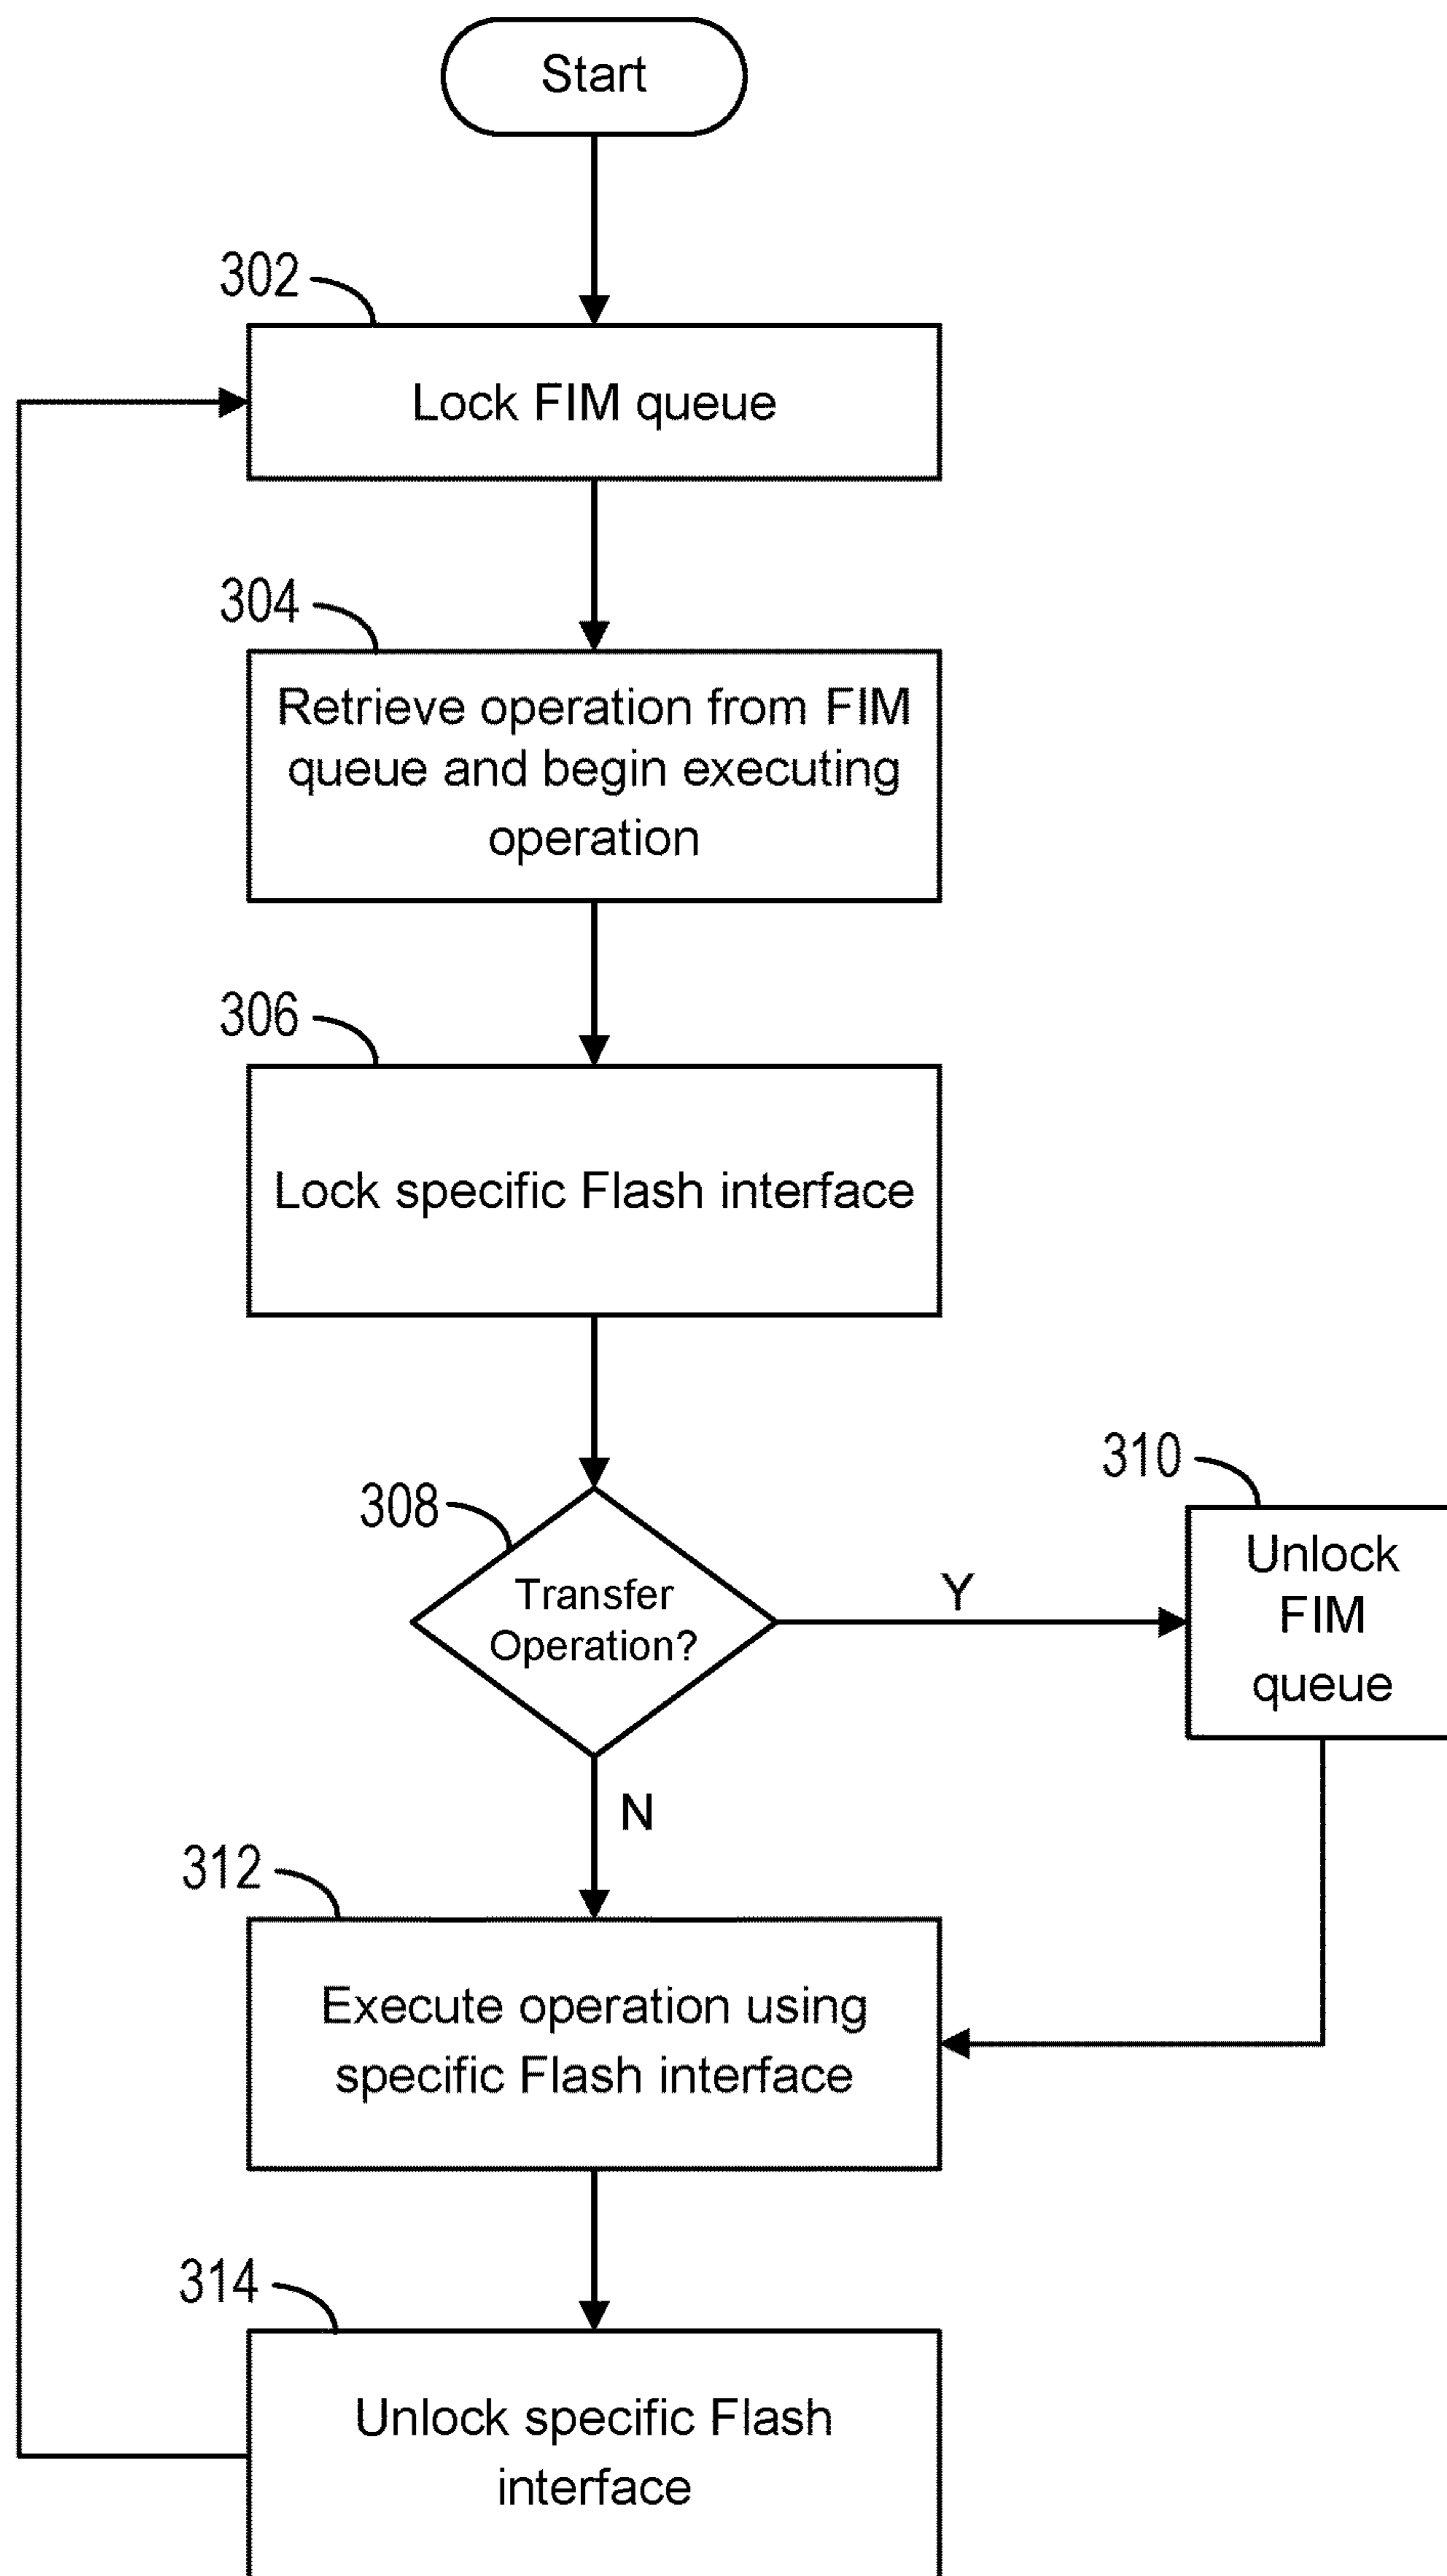 Start
302
Lock FIM queue
304
Retrieve operation from FIM
queue and begin executing
operation
306
Lock specific Flash interface
308
Transfer
Operation?
Y
310
Unlock
FIM
queue
N
312
Execute operation using
specific Flash interface
314
Unlock specific Flash
interface